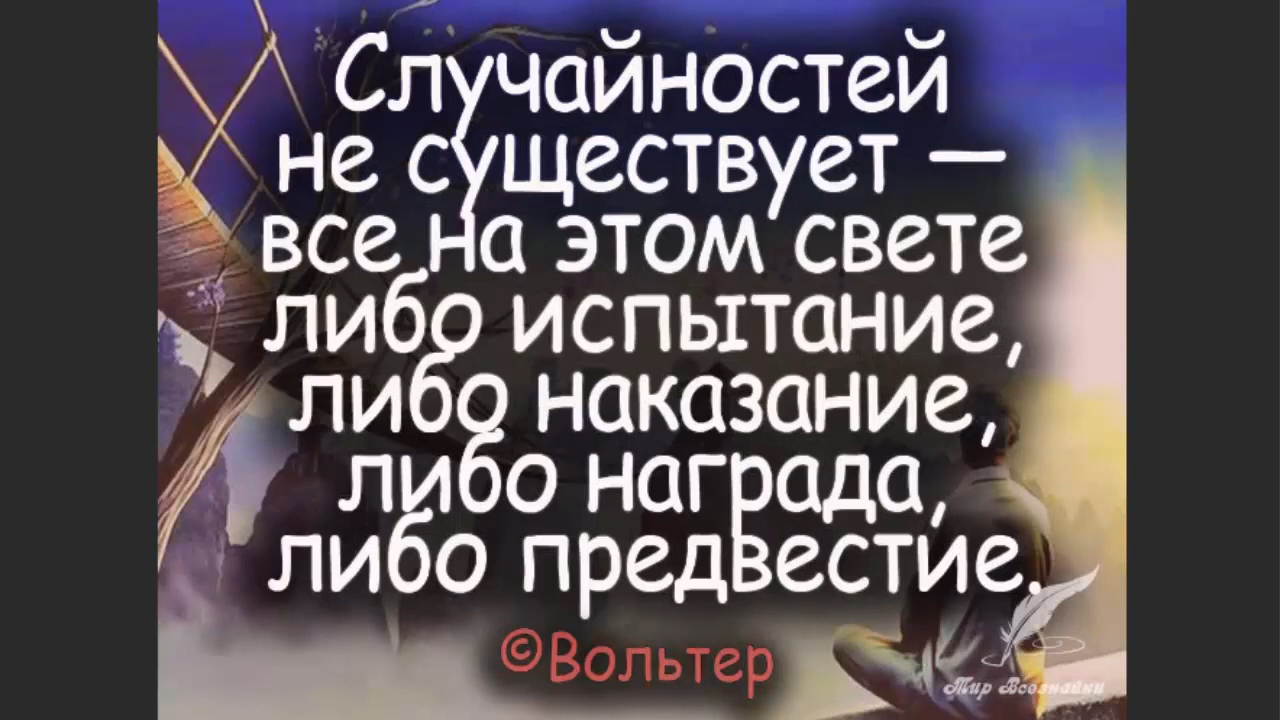 Случайностей
не существует —
все на этом свете
либо испытание,
либо наказание,
либо награда,
либо предвестие.
©Вольтер
Мир Всезнайки